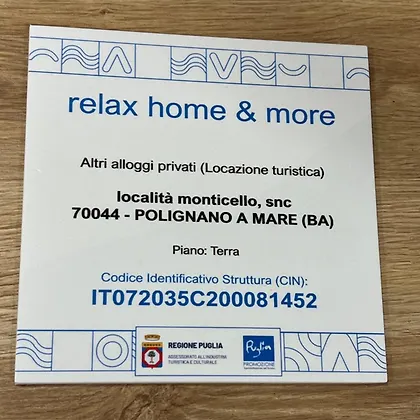 relax home & more
Altri alloggi privati (Locazione turistica)
località monticello, snc
70044 - POLIGNANO A MARE (BA)
Piano: Terra
Codice Identificativo Struttura (CIN):
IT072035C200081452
REGIONE PUGLIA
ASSESSORATO ALL'INDUSTRIA
TURISTICA E CULTURALE
Puglia
PROMOZIONE